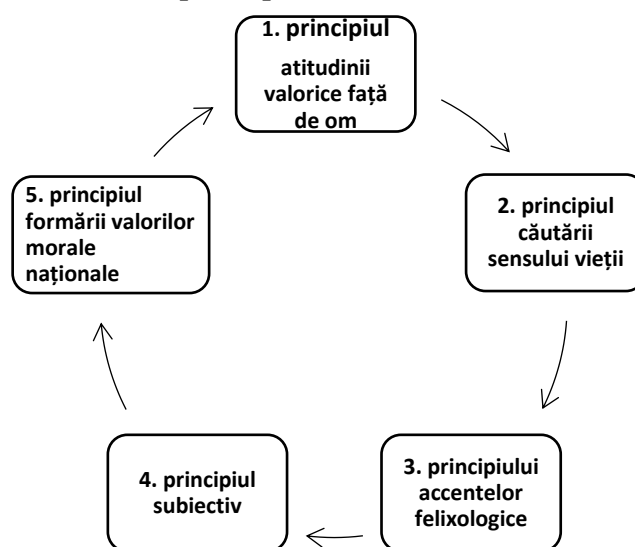 1. principiul
atitudinii
valorice față
de om
2. principiul
căutării
sensului vieții
3. principiului
accentelor
felixologice
4. principiul
subiectiv
5. principiul
formării valorilor
morale
naționale